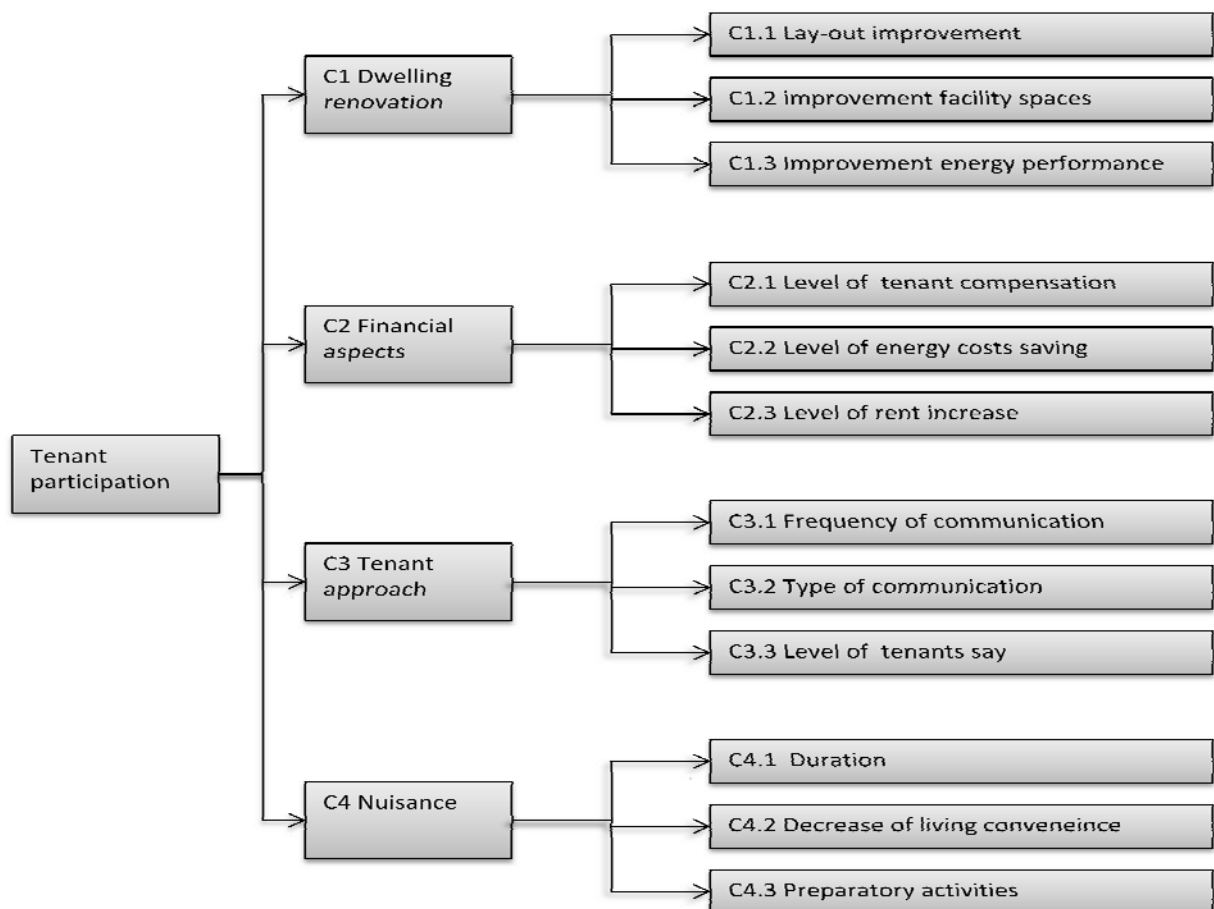 Tenant
participation
C1 Dwelling
renovation
C1.1 Lay-out improvement
C1.2 improvement facility spaces
C1.3 Improvement energy performance
C2 Financial
aspects
C2.1 Level of  tenant compensation
C2.2 Level of energy costs saving
C2.3 Level of rent increase
C3 Tenant
approach
C3.1 Frequency of communication
C3.2 Type of communication
C3.3 Level of  tenants say
C4 Nuisance
C4.1  Duration
C4.2 Decrease of living conveneince
C4.3 Preparatory activities